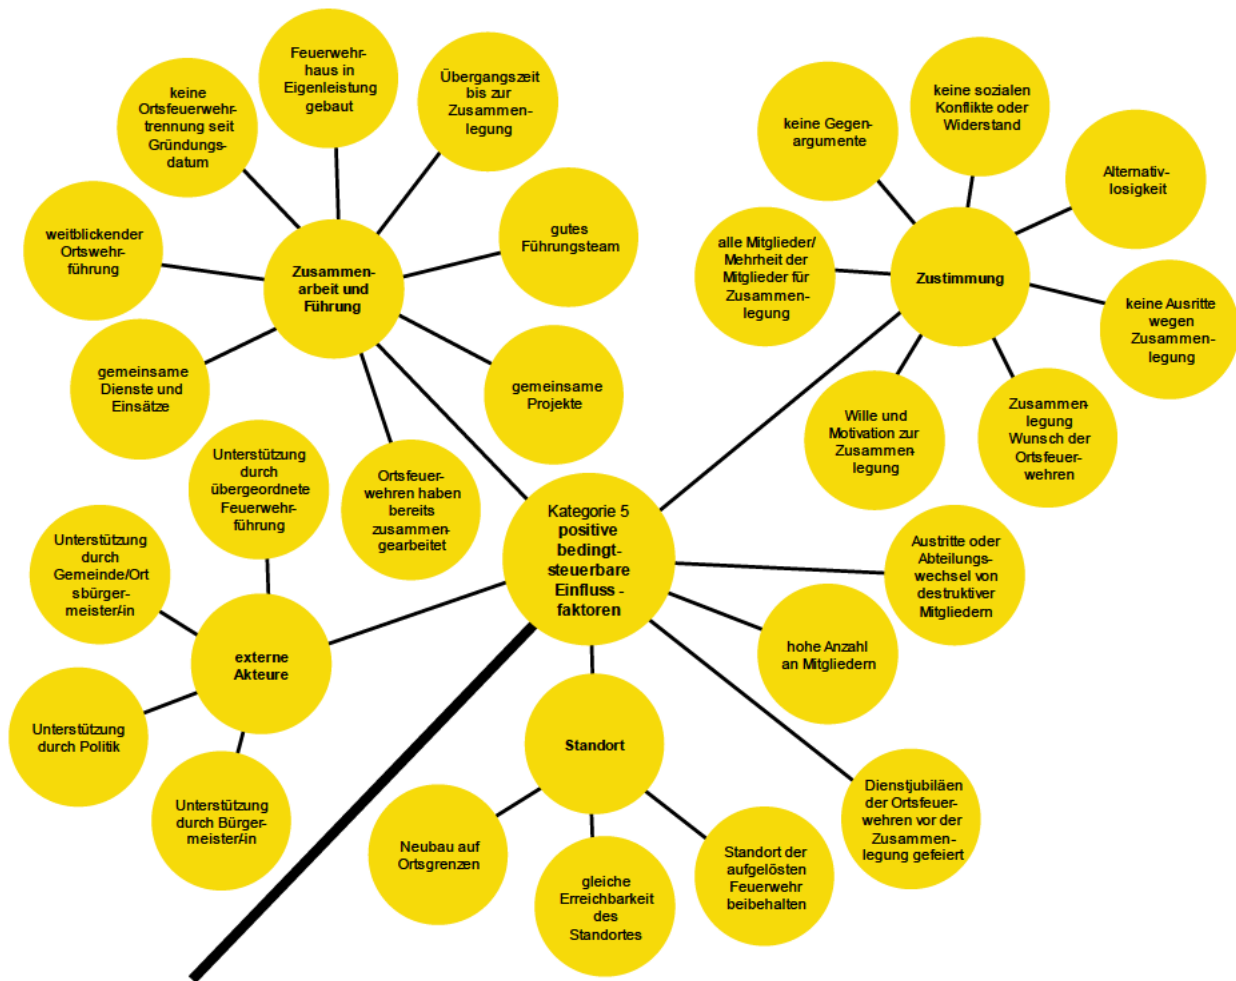 Feuerwehr-
haus in
Eigenleistung
gebaut
Übergangszeit
bis zur
Zusammen-
legung
keine
Ortsfeuerwehr-
trennung seit
Gründungs-
datum
weitblickender
Ortswehr-
führung
gutes
Führungsteam
Zusammen-
arbeit und
Führung
gemeinsame
Dienste und
Einsätze
gemeinsame
Projekte
Ortsfeuer-
wehren haben
bereits
zusammen-
gearbeitet
keine sozialen
Konflikte oder
Widerstand
keine Gegen-
argumente
Alternativ-
losigkeit
alle Mitglieder/
Mehrheit der
Mitglieder für
Zusammen-
legung
Zustimmung
keine Ausritte
wegen
Zusammen-
legung
Wille und
Motivation zur
Zusammen-
legung
Zusammen-
legung
Wunsch der
Ortsfeuer-
wehren
Unterstützung
durch
übergeordnete
Feuerwehr-
führung
Unterstützung
durch
Gemeinde/Ort
sbürger-
meister/in
externe
Akteure
Unterstützung
durch Politik
Unterstützung
durch Bürger-
meister/in
Kategorie 5
positive
bedingt-
steuerbare
Einfluss -
faktoren
Austritte oder
Abteilungs-
wechsel von
destruktiver
Mitgliedern
hohe Anzahl
an Mitgliedern
Dienstjubiläen
der Ortsfeuer-
wehren vor der
Zusammen-
legung gefeiert
Standort
Neubau auf
Ortsgrenzen
gleiche
Erreichbarkeit
des
Standortes
Standort der
aufgelösten
Feuerwehr
beibehalten